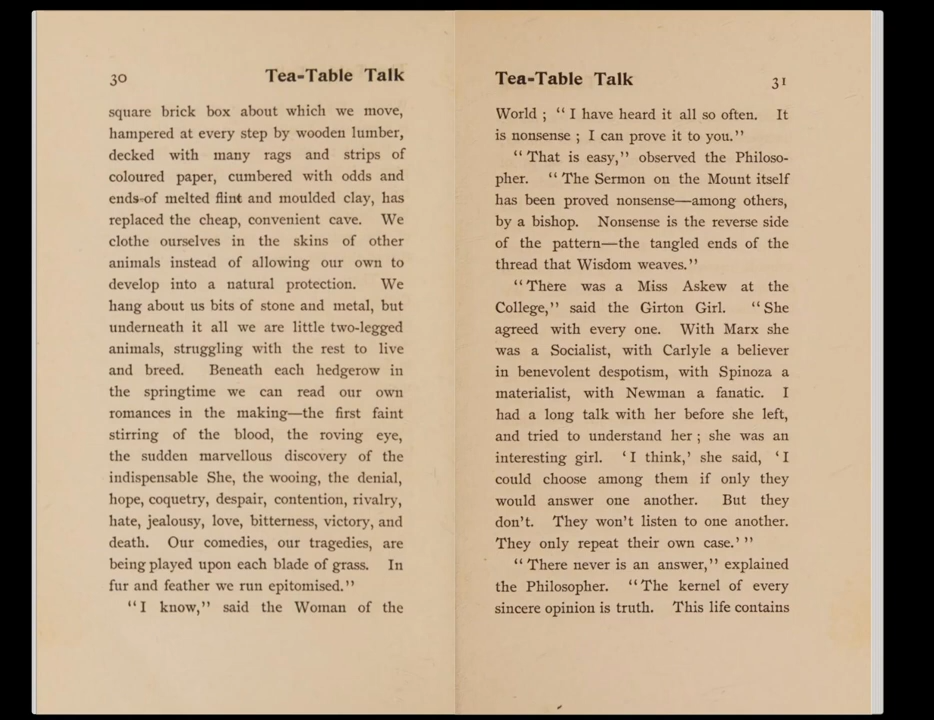 30 Tea-Table Talk
square brick box about which we move,
hampered at every step by wooden lumber,
decked with many rags and strips of
coloured paper, cumbered with odds and
ends of melted flint and moulded clay, has
replaced the cheap, convenient cave. We
clothe ourselves in the skins of other
animals instead of allowing our own to
develop into a natural protection. We
hang about us bits of stone and metal, but
underneath it all we are little two-legged
animals, struggling with the rest to live
and breed. Beneath each hedgerow in
the springtime we can read our own
romances in the making—the first faint
stirring of the blood, the roving eye,
the sudden marvellous discovery of the
indispensable She, the wooing, the denial,
hope, coquetry, despair, contention, rivalry,
hate, jealousy, love, bitterness, victory, and
death. Our comedies, our tragedies, are
being played upon each blade of grass. In
fur and feather we run epitomised.”
“I know,” said the Woman of the
Tea-Table Talk 31
World ; “ I have heard it all so often. It
is nonsense ; I can prove it to you.”
“ That is easy,” observed the Philoso-
pher. “ The Sermon on the Mount itself
has been proved nonsense—among others,
by a bishop. Nonsense is the reverse side
of the pattern—the tangled ends of the
thread that Wisdom weaves.”
“There was a Miss Askew at the
College,” said the Girton Girl. “She
agreed with every one. With Marx she
was a Socialist, with Carlyle a believer
in benevolent despotism, with Spinoza a
materialist, with Newman a fanatic. I
had a long talk with her before she left,
and tried to understand her ; she was an
interesting girl. ‘I think,’ she said, ‘I
could choose among them if only they
would answer one another. But they
don’t. They won’t listen to one another.
They only repeat their own case.’ ”
“There never is an answer,” explained
the Philosopher. “The kernel of every
sincere opinion is truth. This life contains